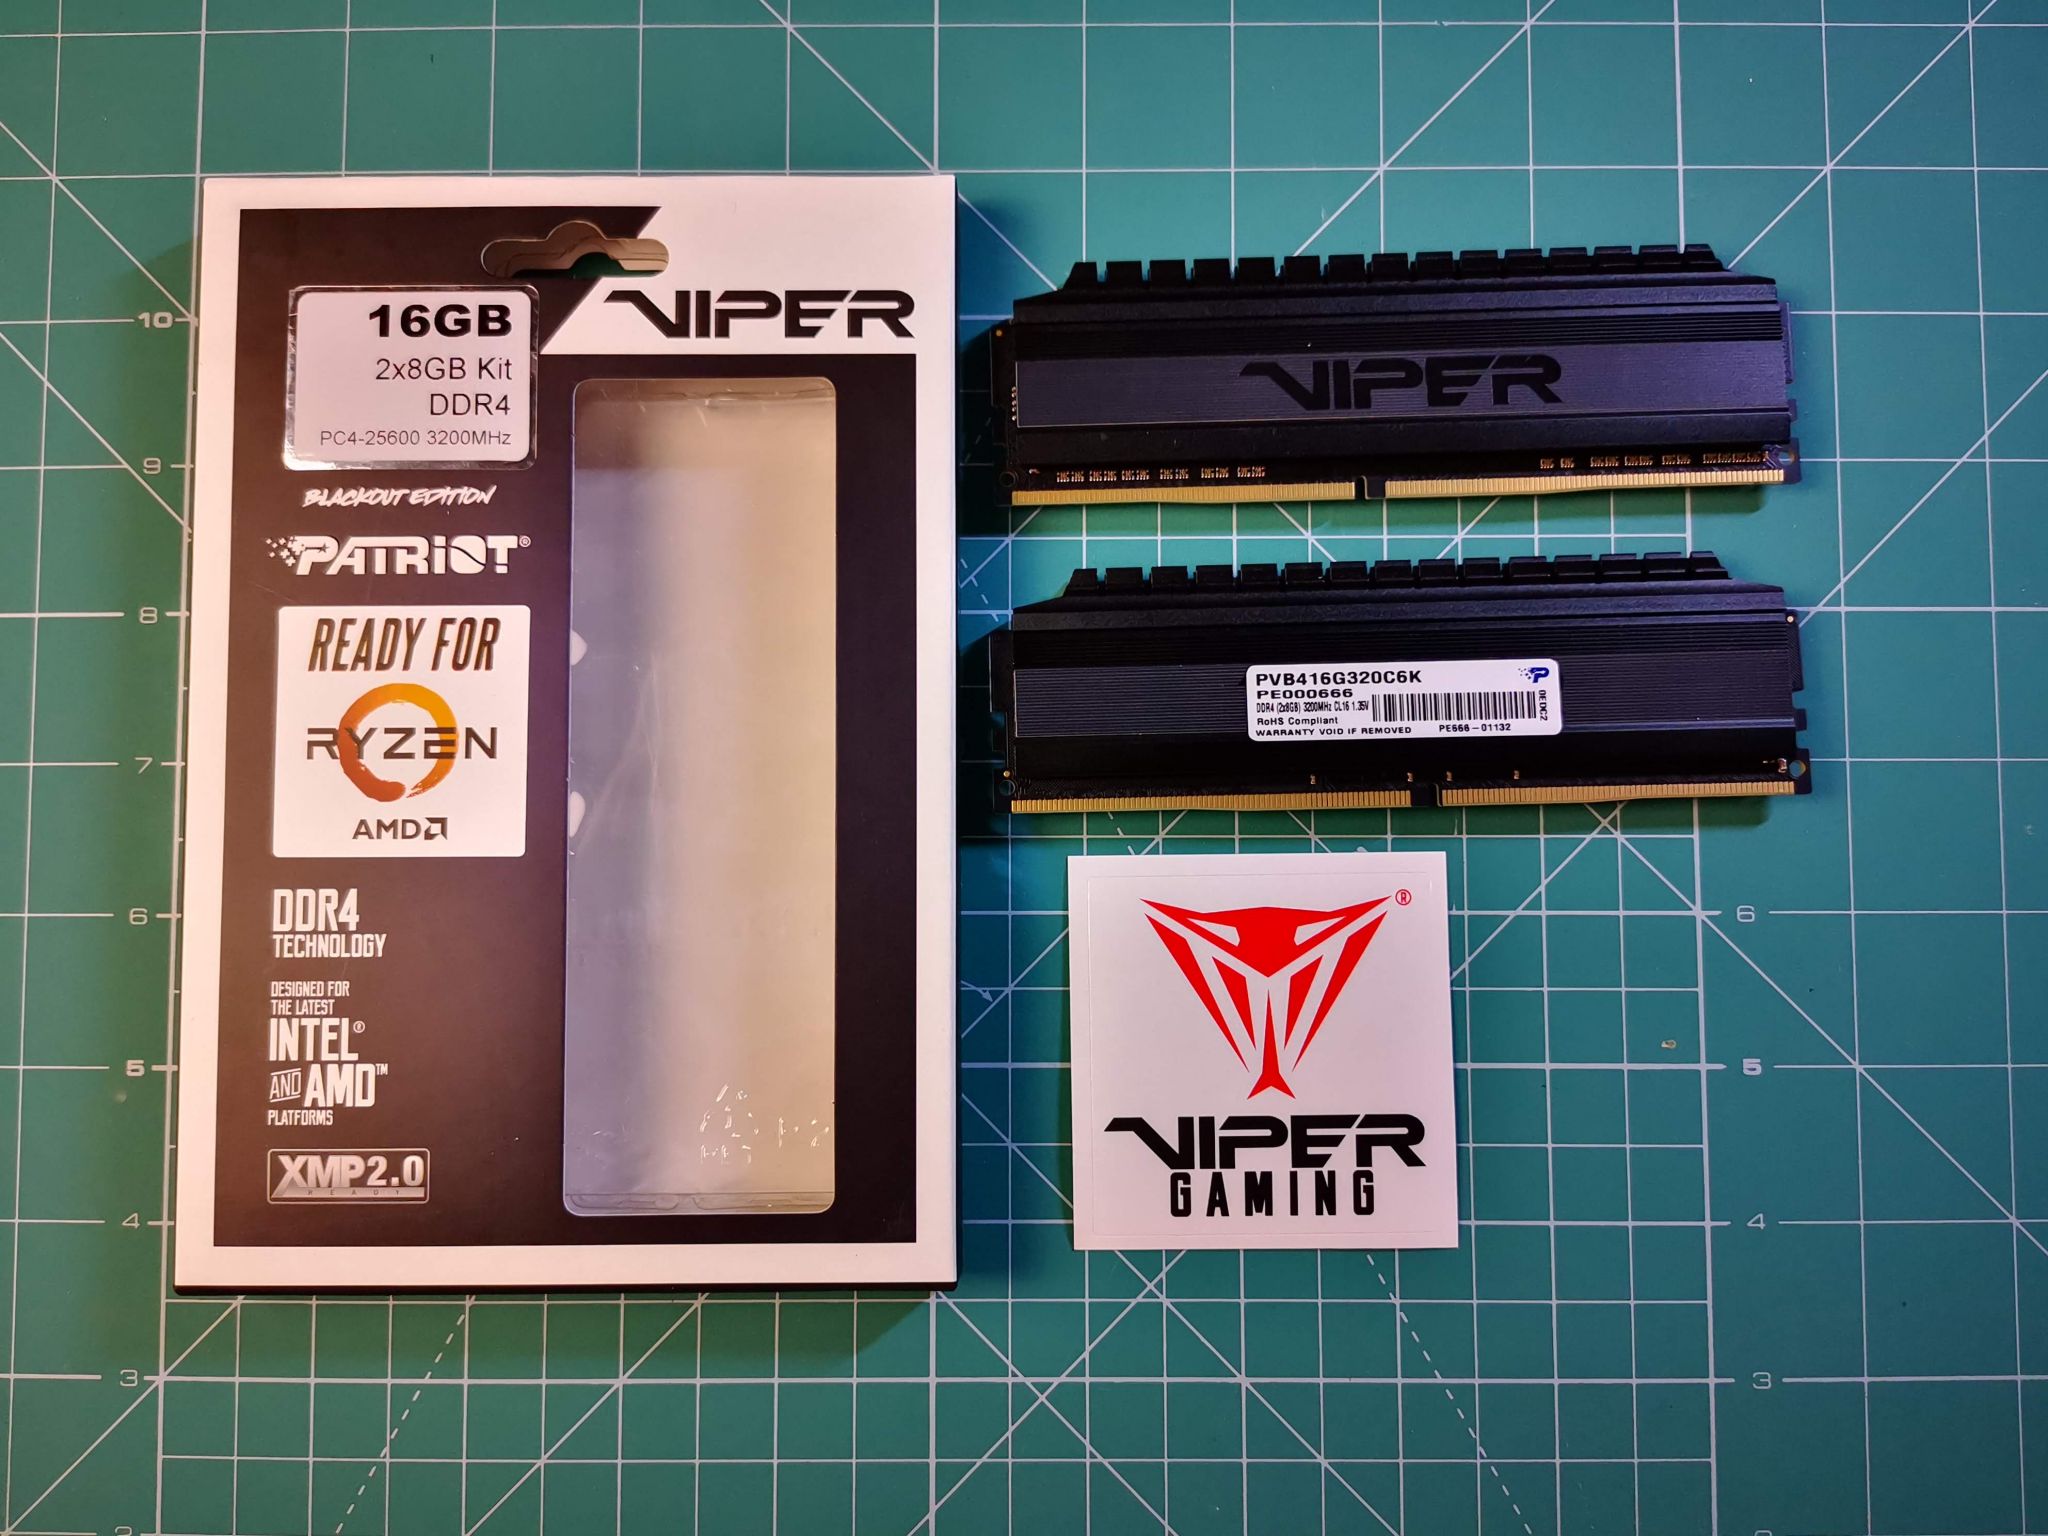 VIPER
16GB
2x8GB Kit
DDR4
PC4-25600 3200MHz
BLACKOUT EDITION
PATRIOT®
READY FOR
RYZEN
AMD
DDR4
TECHNOLOGY
DESIGNED FOR
THE LATEST
INTEL®
AND AMD™
PLATFORMS
XMP2.0
READY
VIPER
PVB416G320C6K
PE000666
DDR4 (2x8GB) 3200MHz CL16 1.35V
RoHS Compliant
WARRANTY VOID IF REMOVED
PE666-01132
®
VIPER
GAMING
10
9
8
7
6
5
4
3
6
5
4
3